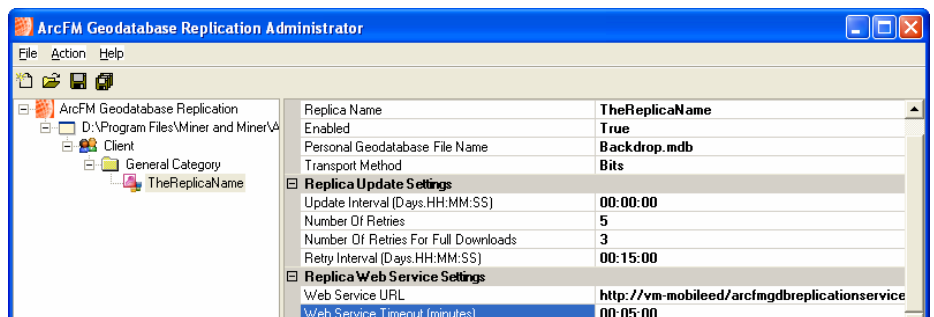 ArcFM Geodatabase Replication Administrator
File Action Help
ArcFM Geodatabase Replication
D:\Program Files\Miner and Miner\A
Client
General Category
TheReplicaName
Replica Name TheReplicaName
Enabled True
Personal Geodatabase File Name Backdrop.mdb
Transport Method Bits
Replica Update Settings
Update Interval (Days.HH:MM:SS) 00:00:00
Number Of Retries 5
Number Of Retries For Full Downloads 3
Retry Interval (Days.HH:MM:SS) 00:15:00
Replica Web Service Settings
Web Service URL http://vm-mobileed/arcfmgdbreplicationservice
Web Service Timeout (minutes) 00:05:00